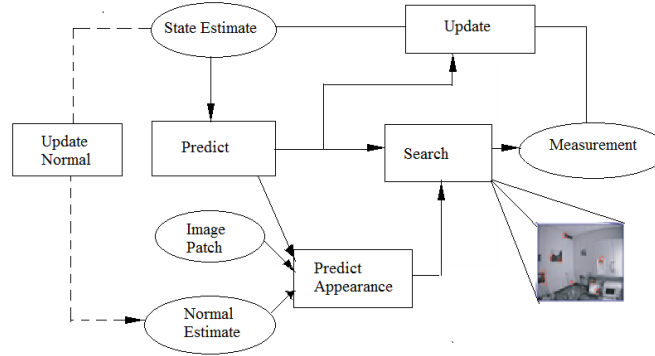 State Estimate
Update
Update
Normal
Predict
Search
Measurement
Image
Patch
Predict
Appearance
Normal
Estimate